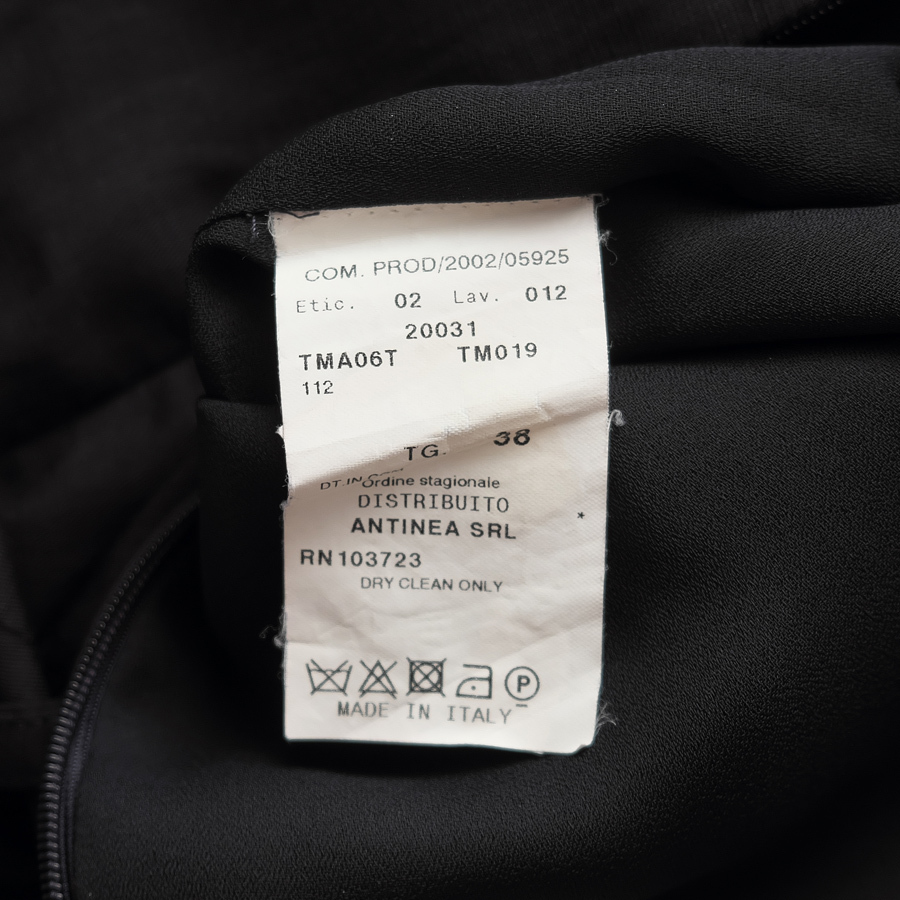 COM. PROD/2002/05925
Etic. 02 Lav. 012
20031
TMA06T TM019
112
TG. 38
DT.IN. Ordine stagionale
DISTRIBUITO *
ANTINEA SRL
RN103723
DRY CLEAN ONLY
P
MADE IN ITALY